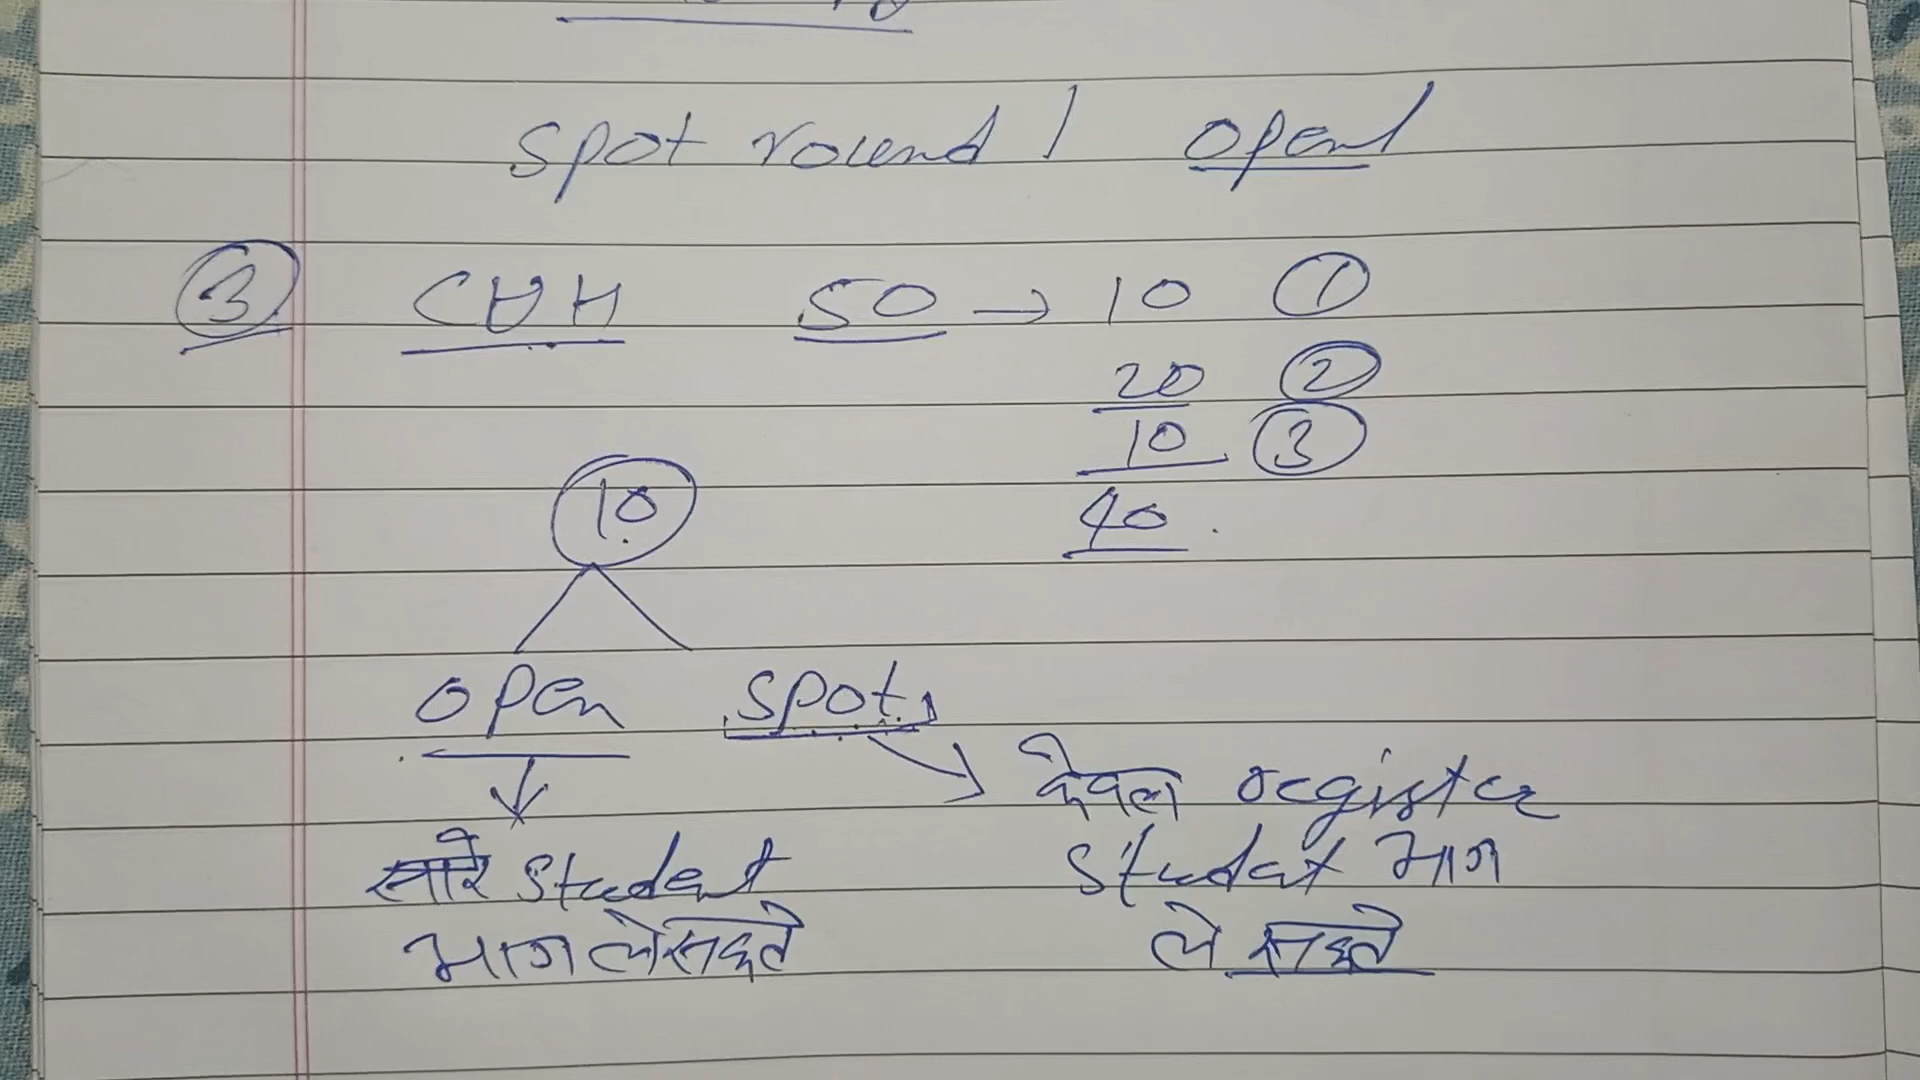 spot round 1 open
3 CUH 50 → 10 1
20 2
10 3
40
10
open spot
केवल register
सारे student student भाग
भाग ले सकते ले सकते